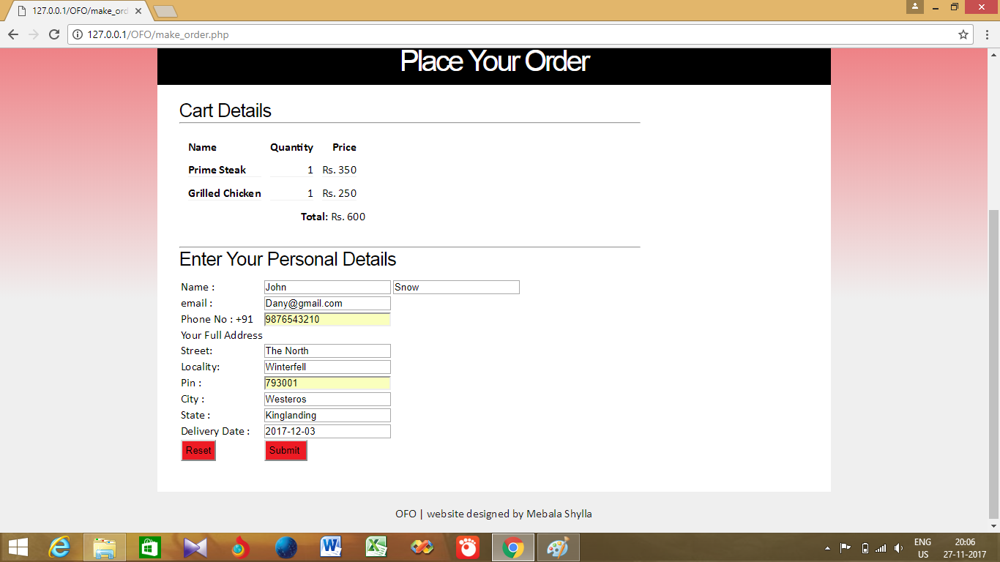 127.0.0.1/OFO/make_ord
127.0.0.1/OFO/make_order.php
Place Your Order
Cart Details
Name Quantity Price
Prime Steak 1 Rs. 350
Grilled Chicken 1 Rs. 250
Total: Rs. 600
Enter Your Personal Details
Name : John Snow
email : Dany@gmail.com
Phone No : +91 9876543210
Your Full Address
Street: The North
Locality: Winterfell
Pin : 793001
City : Westeros
State : Kinglanding
Delivery Date : 2017-12-03
Reset Submit
OFO | website designed by Mebala Shylla
ENG 20:06
US 27-11-2017